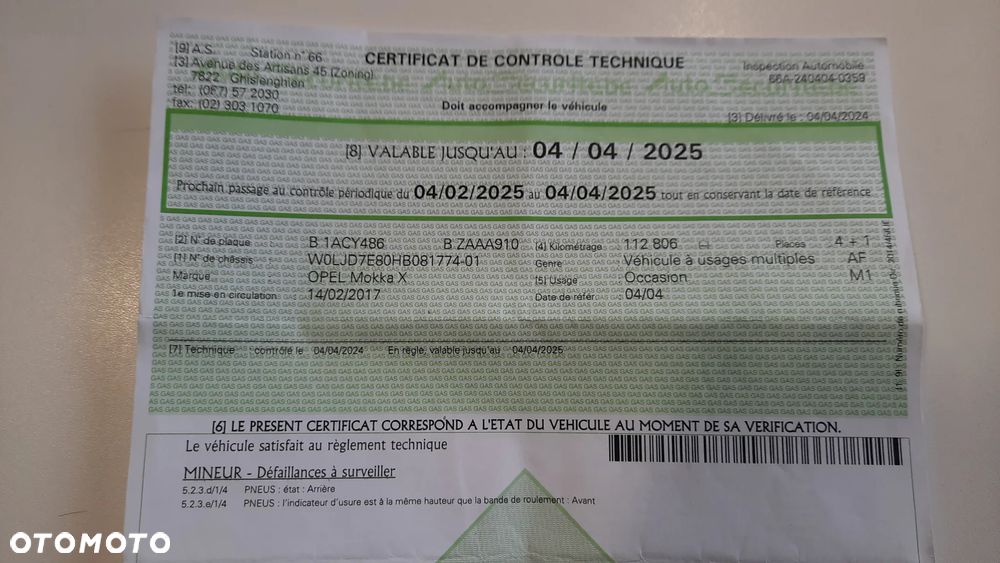 [9] A.S. Station n° 66
[3] Avenue des Artisans 45 (Zoning)
7822 Ghislenghien
tél: (067) 57.2030
fax: (02) 303.1070
CERTIFICAT DE CONTROLE TECHNIQUE
Inspection Automobile
66A-240404-0359
Auto Sécurité
Doit accompagner le véhicule
[3] Délivré le : 04/04/2024
[8] VALABLE JUSQU'AU : 04 / 04 / 2025
Prochain passage au contrôle périodique du 04/02/2025 au 04/04/2025 tout en conservant la date de référence
[2] N° de plaque B 1ACY486 B ZAAA910 [4] Kilométrage 112 806 Places 4 + 1
[1] N° de châssis W0LJD7E80HB081774-01 Genre Véhicule à usages multiples AF
Marque OPEL Mokka X [5] Usage Occasion M1
1e mise en circulation 14/02/2017 Date de référ. 04/04
[7] Technique contrôlé le 04/04/2024 En règle, valable jusqu'au 04/04/2025
[6] LE PRESENT CERTIFICAT CORRESPOND A L'ETAT DU VEHICULE AU MOMENT DE SA VERIFICATION.
Le véhicule satisfait au règlement technique
MINEUR - Défaillances à surveiller
5.2.3.d/1/4 PNEUS : état : Arrière
5.2.3.e/1/4 PNEUS : l'indicateur d'usure est à la même hauteur que la bande de roulement : Avant
OTOMOTO